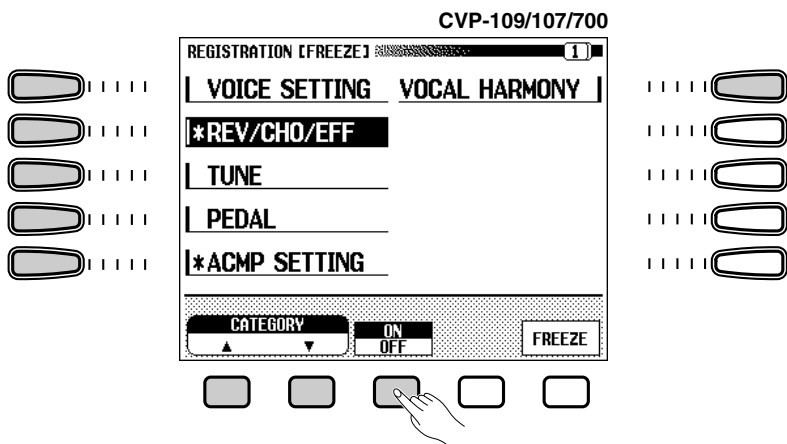 CVP-109/107/700
REGISTRATION [FREEZE] 1
VOICE SETTING VOCAL HARMONY
*REV/CHO/EFF
TUNE
PEDAL
*ACMP SETTING
CATEGORY
▲ ▼
ON
OFF
FREEZE